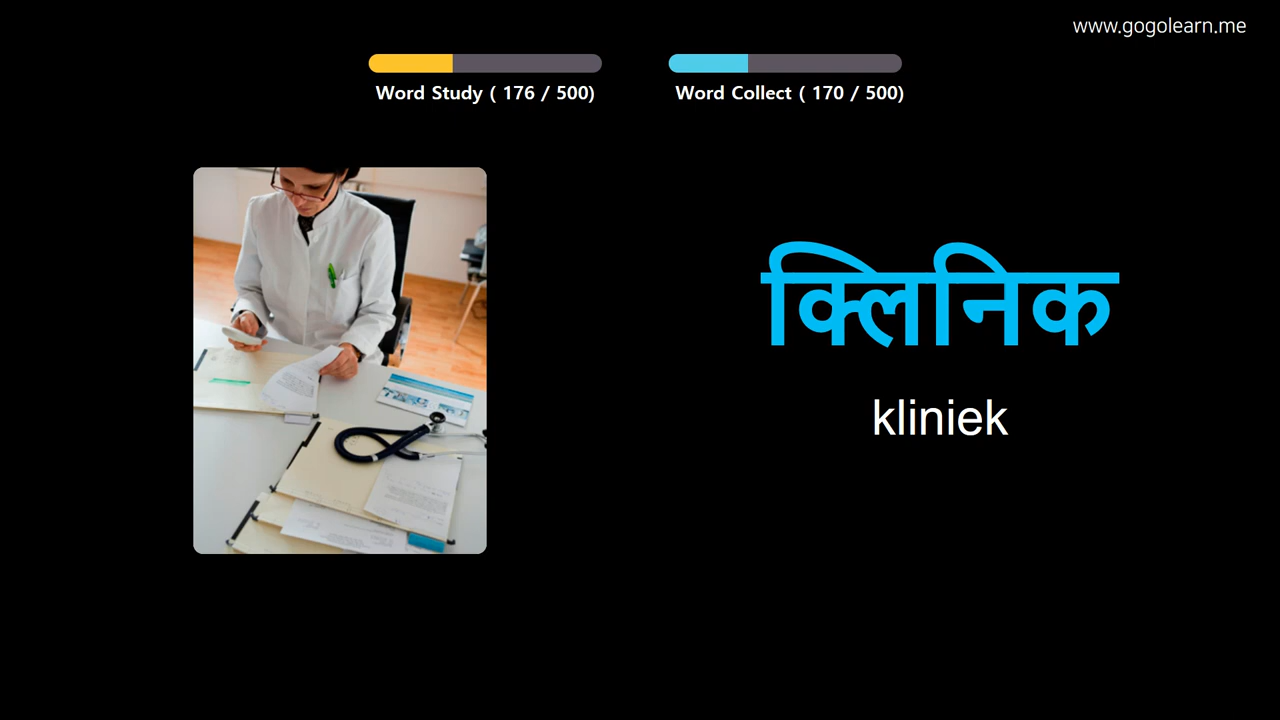 www.gogolearn.me
Word Study ( 176 / 500)
Word Collect ( 170 / 500)
क्लिनिक
kliniek